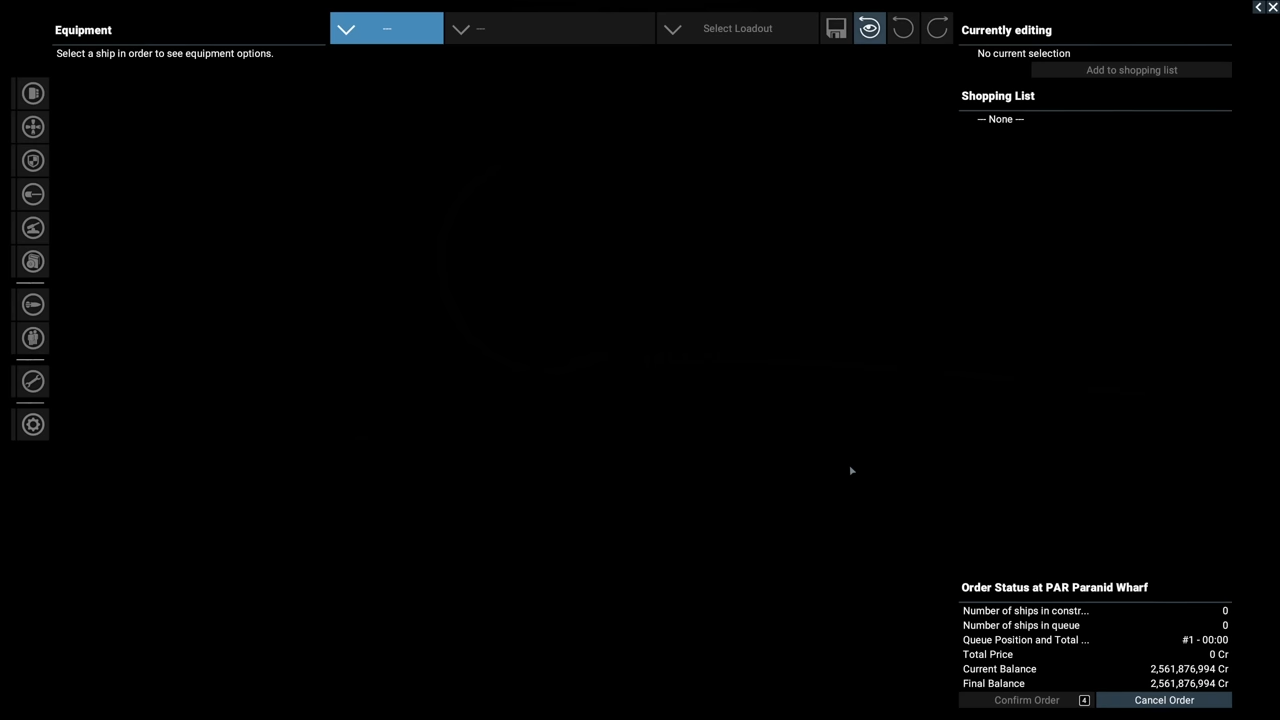 Equipment
Select a ship in order to see equipment options.
—
—
Select Loadout
Currently editing
No current selection
Add to shopping list
Shopping List
— None —
Order Status at PAR Paranid Wharf
Number of ships in constr... 0
Number of ships in queue 0
Queue Position and Total ... #1 - 00:00
Total Price 0 Cr
Current Balance 2,561,876,994 Cr
Final Balance 2,561,876,994 Cr
Confirm Order 4 Cancel Order